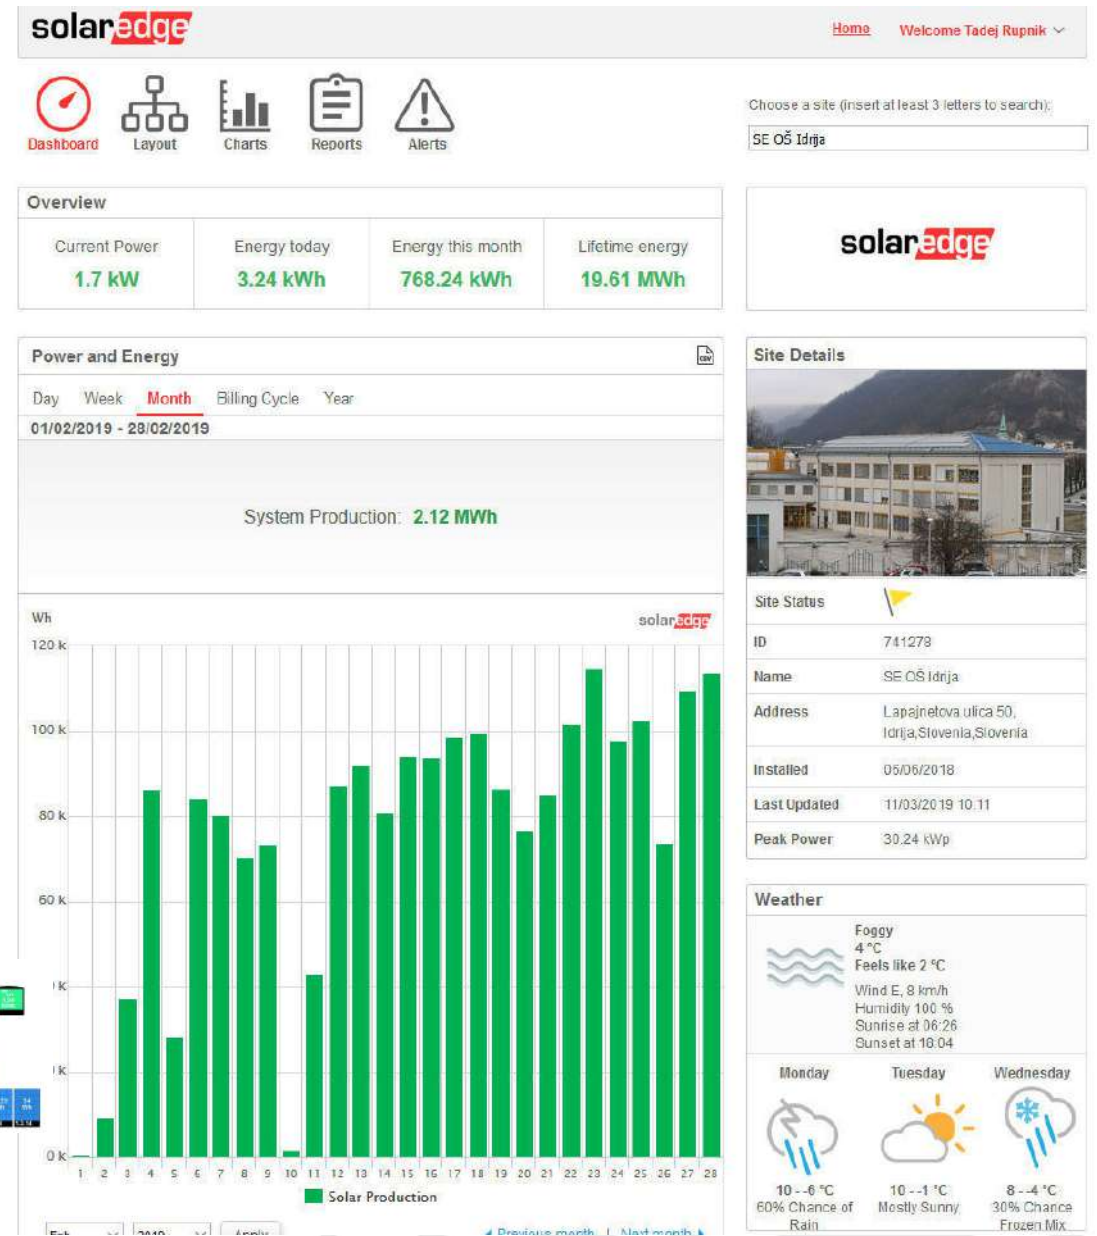 solaredge
Home Welcome Tadej Rupnik
Dashboard Layout Charts Reports Alerts
Choose a site (insert at least 3 letters to search):
SE OŠ Idrija
Overview
Current Power Energy today Energy this month Lifetime energy
1.7 kW 3.24 kWh 768.24 kWh 19.61 MWh
solaredge
Power and Energy
CSV
Day Week Month Billing Cycle Year
01/02/2019 - 28/02/2019
System Production: 2.12 MWh
Wh
solaredge
120 k
100 k
80 k
60 k
k
k
0 k
1 2 3 4 5 6 7 8 9 10 11 12 13 14 15 16 17 18 19 20 21 22 23 24 25 26 27 28
Solar Production
Feb 2019 Apply Previous month | Next month
Site Details
Site Status
ID 741278
Name SE OŠ Idrija
Address Lapajnetova ulica 50,
Idrija,Slovenia,Slovenia
Installed 06/06/2018
Last Updated 11/03/2019 10:11
Peak Power 30.24 kWp
Weather
Foggy
4 °C
Feels like 2 °C
Wind E, 8 km/h
Humidity 100 %
Sunrise at 06:26
Sunset at 18:04
Monday Tuesday Wednesday
10 - -6 °C 10 - -1 °C 8 - -4 °C
60% Chance of Mostly Sunny 30% Chance
Rain Frozen Mix